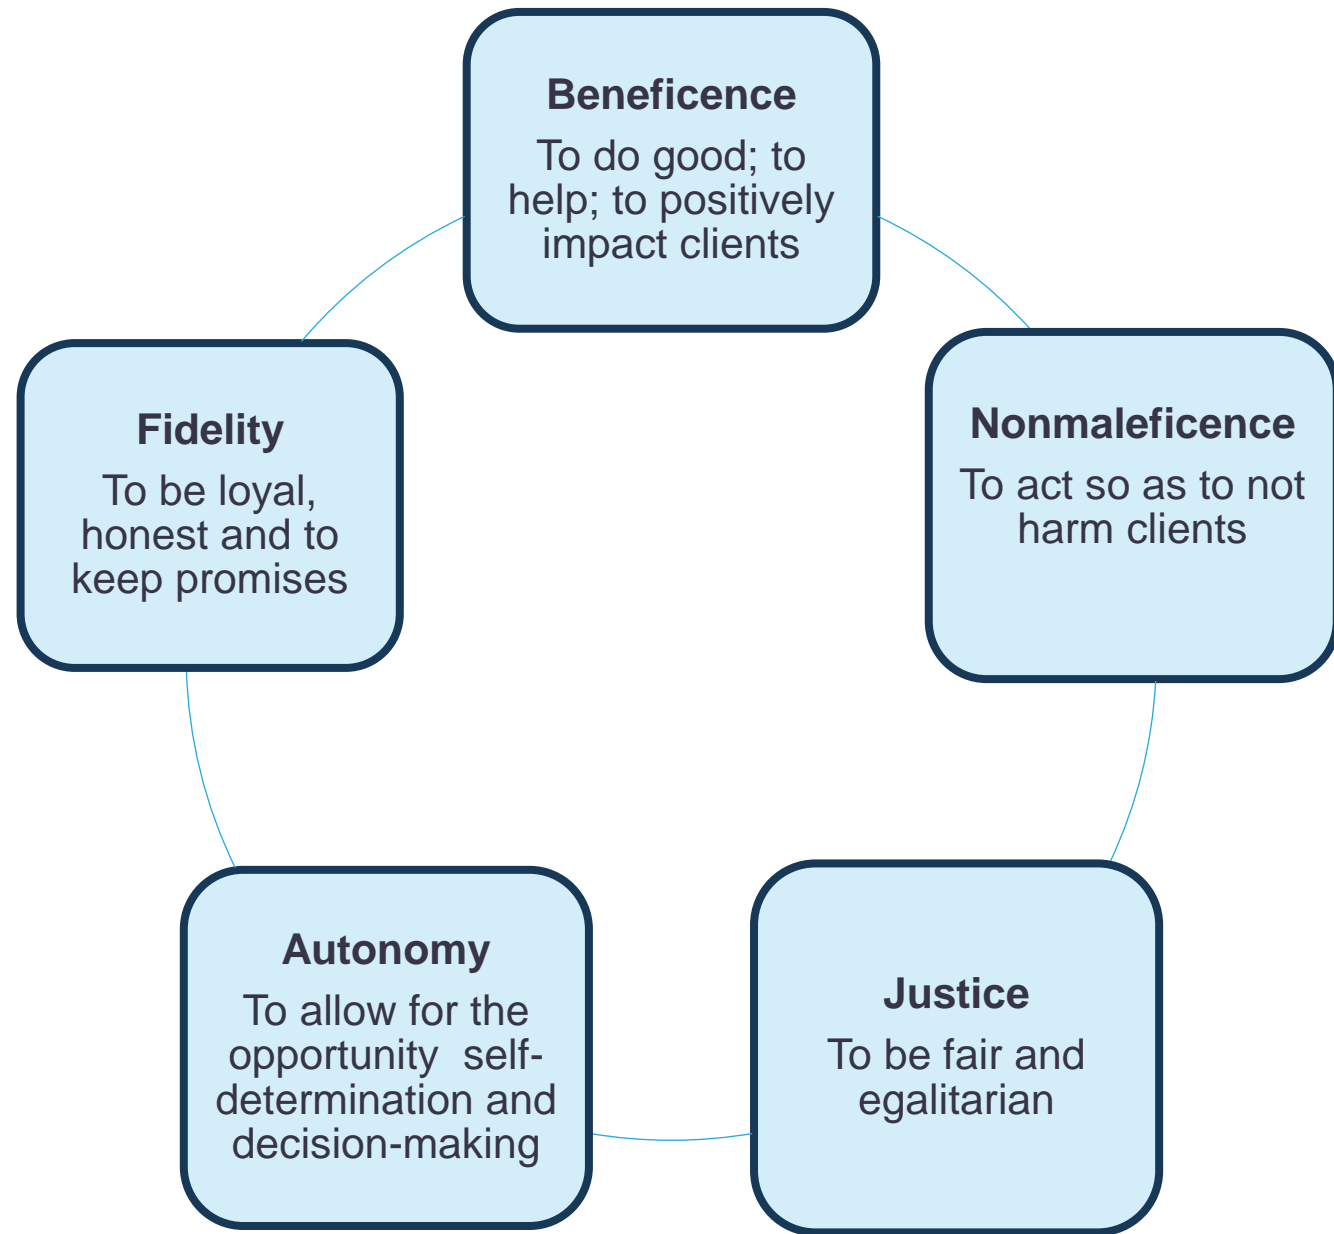 Beneficence
To do good; to
help; to positively
impact clients
Nonmaleficence
To act so as to not
harm clients
Justice
To be fair and
egalitarian
Autonomy
To allow for the
opportunity  self-
determination and
decision-making
Fidelity
To be loyal,
honest and to
keep promises